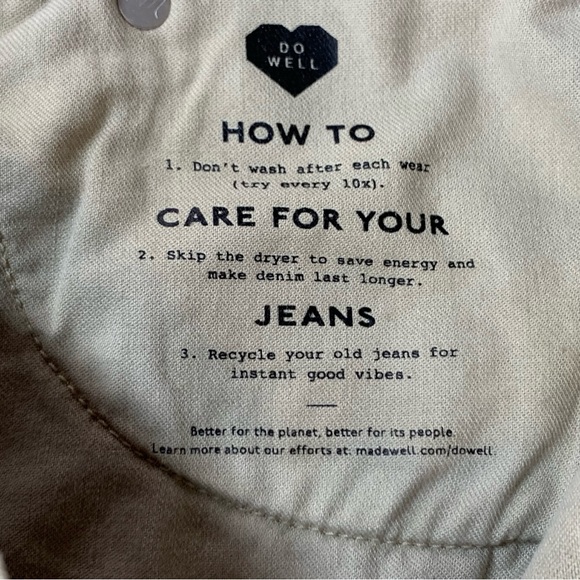 DO
WELL
HOW TO
1. Don't wash after each wear
(try every 10x).
CARE FOR YOUR
2. Skip the dryer to save energy and
make denim last longer.
JEANS
3. Recycle your old jeans for
instant good vibes.
Better for the planet, better for its people.
Learn more about our efforts at: madewell.com/dowell.